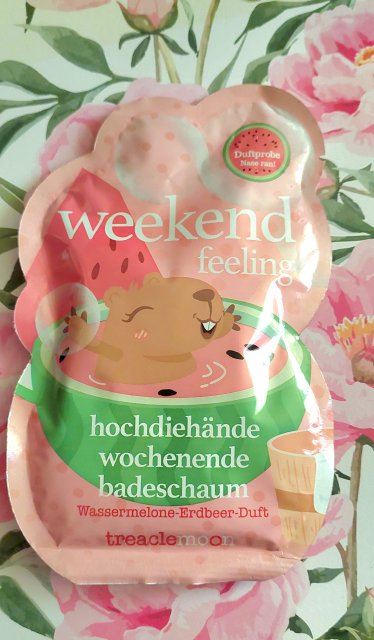 Duftprobe
Nase ran!
weekend
feeling
hochdiehände
wochenende
badeschaum
Wassermelone-Erdbeer-Duft
treaclemoon